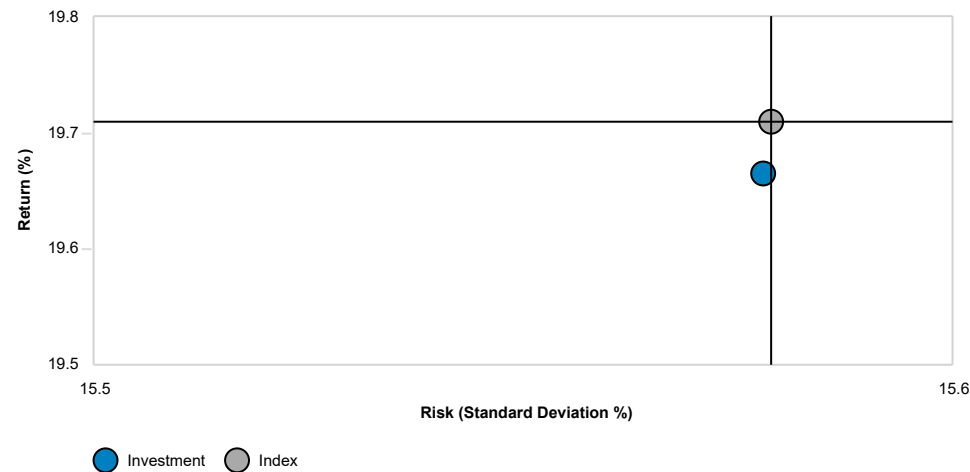 19.8
19.7
19.6
19.5
Return (%)
15.5
15.6
Risk (Standard Deviation %)
Investment
Index